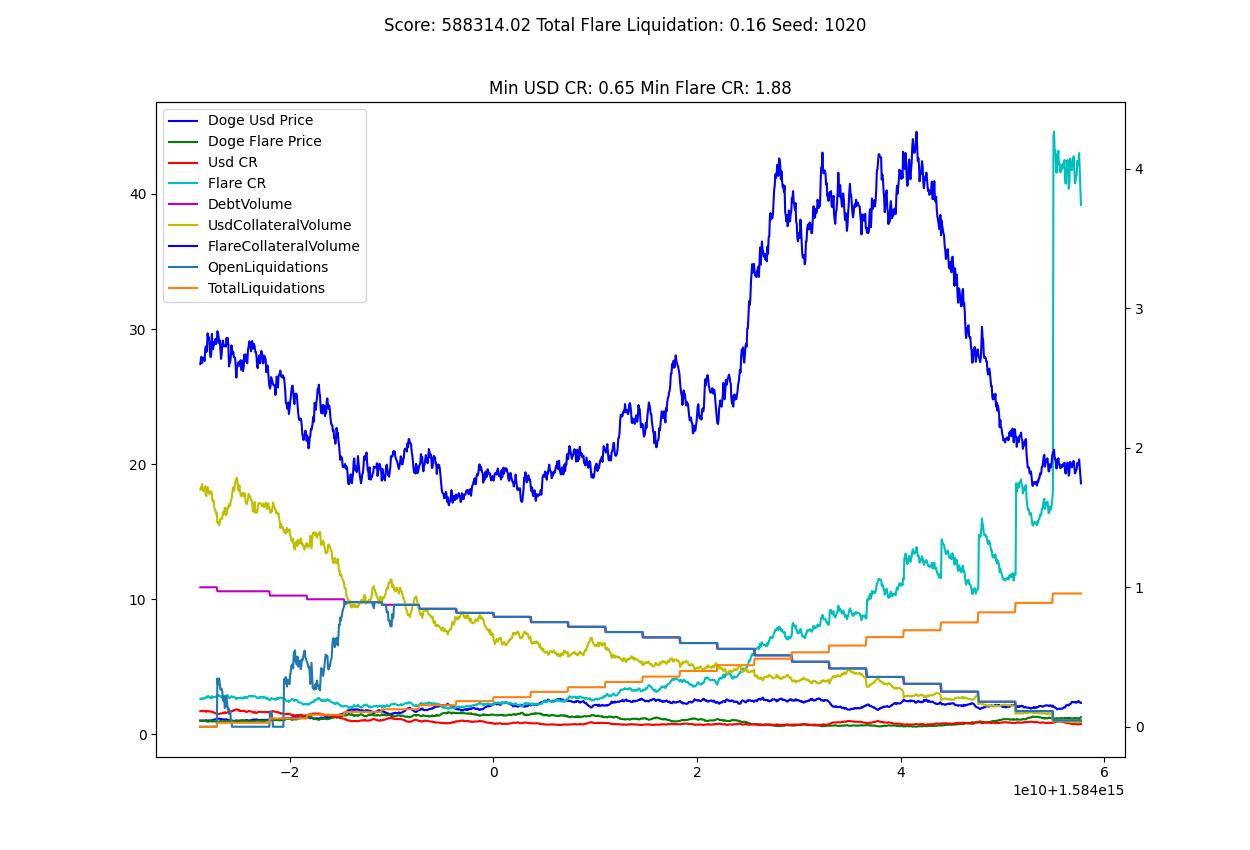 Score: 588314.02 Total Flare Liquidation: 0.16 Seed: 1020
Min USD CR: 0.65 Min Flare CR: 1.88
Doge Usd Price
Doge Flare Price
Usd CR
Flare CR
DebtVolume
UsdCollateralVolume
FlareCollateralVolume
OpenLiquidations
TotalLiquidations
40
30
20
10
0
4
3
2
1
0
−2
0
2
4
6
1e10+1.584e15